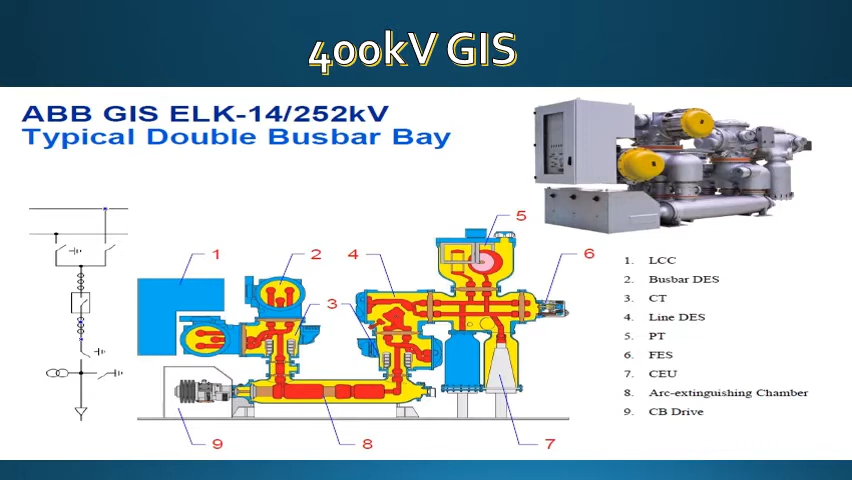 400kV GIS
ABB GIS ELK-14/252kV
Typical Double Busbar Bay
5
1
2
4
6
3
1. LCC
2. Busbar DES
3. CT
4. Line DES
5. PT
6. FES
7. CEU
8. Arc-extinguishing Chamber
9. CB Drive
9
8
7